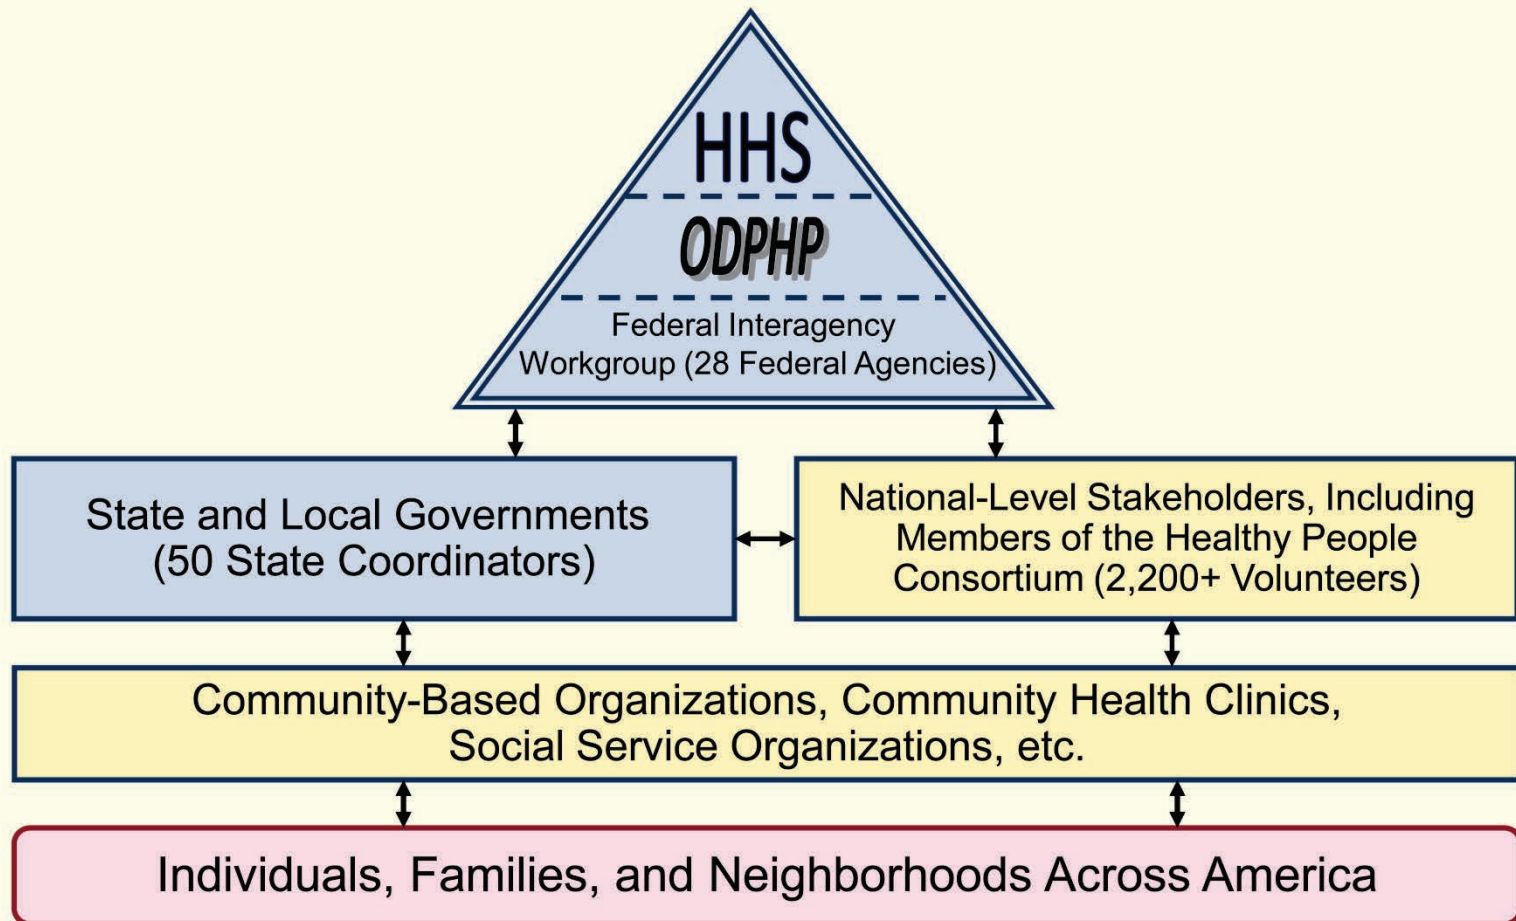 HHS
ODPHP
Federal Interagency
Workgroup (28 Federal Agencies)
State and Local Governments
(50 State Coordinators)
National-Level Stakeholders, Including
Members of the Healthy People
Consortium (2,200+ Volunteers)
Community-Based Organizations, Community Health Clinics,
Social Service Organizations, etc.
Individuals, Families, and Neighborhoods Across America